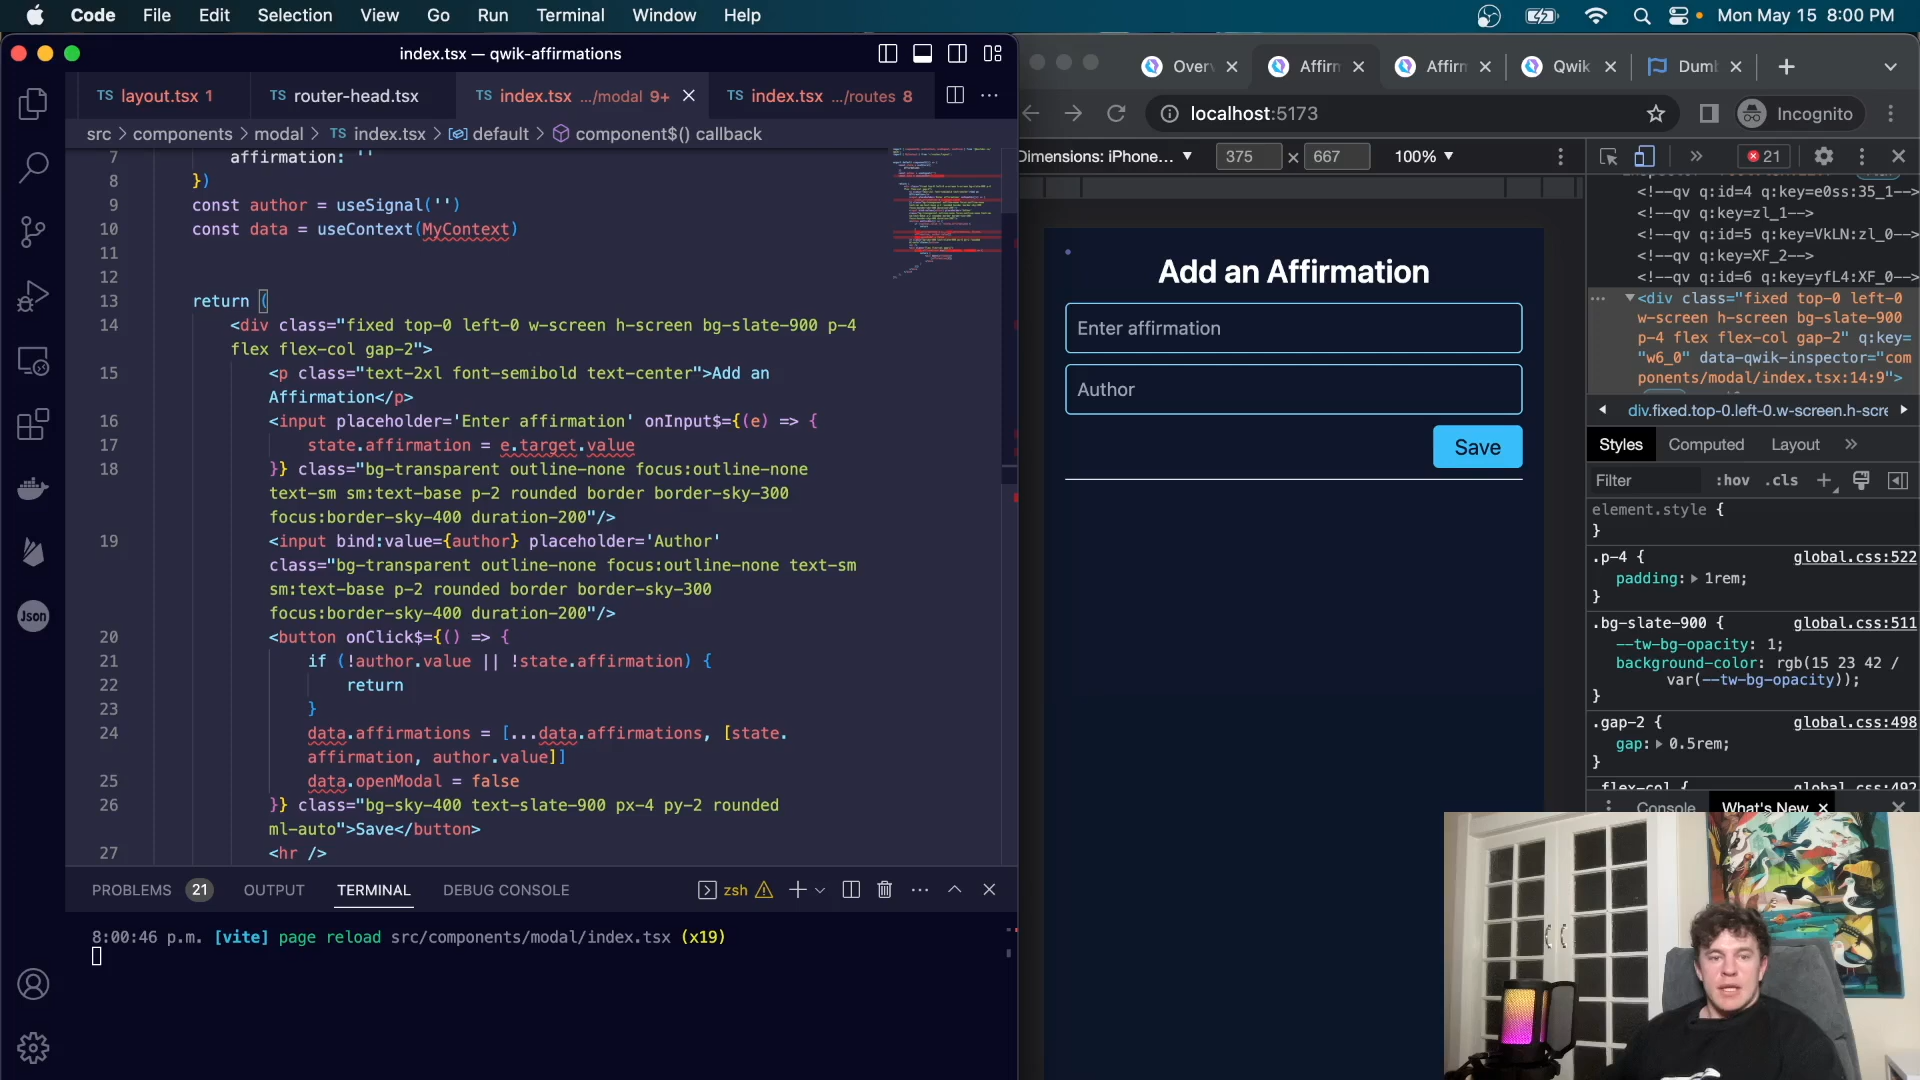 Code File Edit Selection View Go Run Terminal Window Help
Mon May 15 8:00 PM
index.tsx — qwik-affirmations
TS layout.tsx 1
TS router-head.tsx
TS index.tsx .../modal 9+
TS index.tsx .../routes 8
src > components > modal > TS index.tsx > default > component$() callback
7 affirmation: ''
8 })
9 const author = useSignal('')
10 const data = useContext(MyContext)
11
12
13 return (
14 <div class="fixed top-0 left-0 w-screen h-screen bg-slate-900 p-4
flex flex-col gap-2">
15 <p class="text-2xl font-semibold text-center">Add an
Affirmation</p>
16 <input placeholder='Enter affirmation' onInput$={(e) => {
17 state.affirmation = e.target.value
18 }} class="bg-transparent outline-none focus:outline-none
text-sm sm:text-base p-2 rounded border border-sky-300
focus:border-sky-400 duration-200"/>
19 <input bind:value={author} placeholder='Author'
class="bg-transparent outline-none focus:outline-none text-sm
sm:text-base p-2 rounded border border-sky-300
focus:border-sky-400 duration-200"/>
20 <button onClick$={() => {
21 if (!author.value || !state.affirmation) {
22 return
23 }
24 data.affirmations = [...data.affirmations, [state.
affirmation, author.value]]
25 data.openModal = false
26 }} class="bg-sky-400 text-slate-900 px-4 py-2 rounded
ml-auto">Save</button>
27 <hr />
PROBLEMS 21 OUTPUT TERMINAL DEBUG CONSOLE
zsh
8:00:46 p.m. [vite] page reload src/components/modal/index.tsx (x19)
Json
Over
Affirm
Affirm
Qwik
Dumb
localhost:5173
Incognito
Dimensions: iPhone... 375 × 667 100%
21
Add an Affirmation
Enter affirmation
Author
Save
<!--qv q:id=4 q:key=e0ss:35_1-->
<!--qv q:key=zl_1-->
<!--qv q:id=5 q:key=VkLN:zl_0-->
<!--qv q:key=XF_2-->
<!--qv q:id=6 q:key=yfL4:XF_0-->
<div class="fixed top-0 left-0
w-screen h-screen bg-slate-900
p-4 flex flex-col gap-2" q:key=
"w6_0" data-qwik-inspector="com
ponents/modal/index.tsx:14:9">
div.fixed.top-0.left-0.w-screen.h-scre
Styles Computed Layout
Filter :hov .cls
element.style {
}
.p-4 { global.css:522
padding: 1rem;
}
.bg-slate-900 { global.css:511
--tw-bg-opacity: 1;
background-color: rgb(15 23 42 /
var(--tw-bg-opacity));
}
.gap-2 { global.css:498
gap: 0.5rem;
}
.flex-col { global.css:492
Console What's New